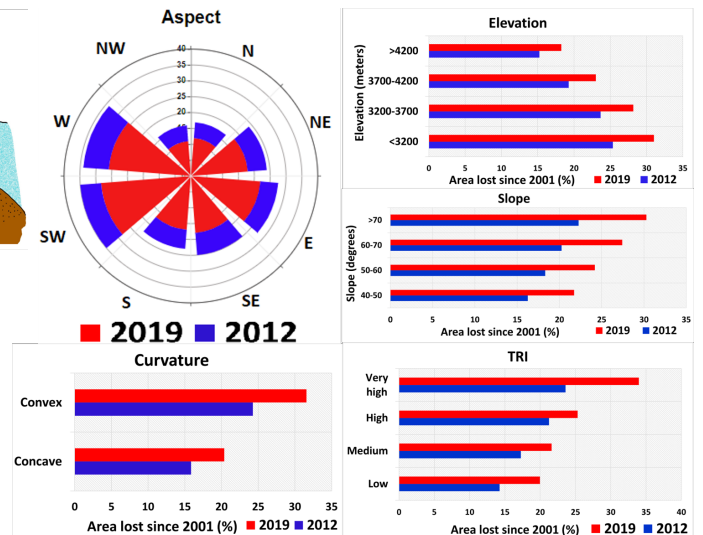 Aspect
NW
N
40
35
30
25
20
15
W
NE
SW
E
S
SE
2019 2012
Elevation
Elevation (meters)
>4200
3700-4200
3200-3700
<3200
0 5 10 15 20 25 30 35
Area lost since 2001 (%) 2019 2012
Slope
Slope (degrees)
>70
60-70
50-60
40-50
0 5 10 15 20 25 30 35
Area lost since 2001 (%) 2019 2012
Curvature
Convex
Concave
0 5 10 15 20 25 30 35
Area lost since 2001 (%) 2019 2012
TRI
Very
high
High
Medium
Low
0 5 10 15 20 25 30 35 40
Area lost since 2001 (%) 2019 2012